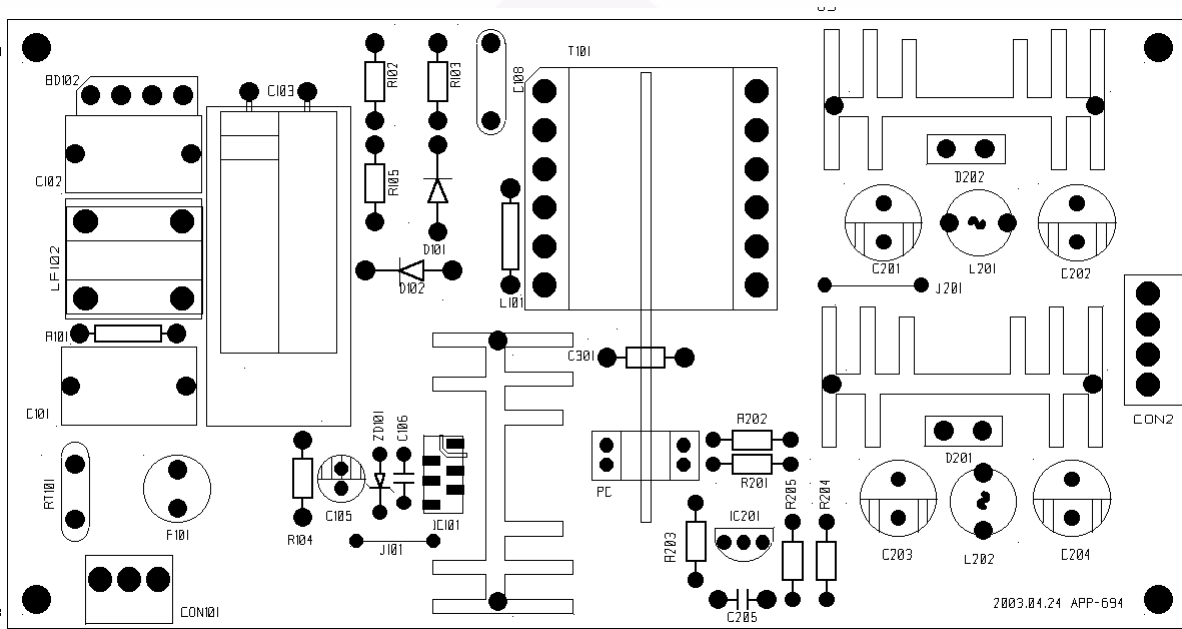 T101
BD102
C103
R102
R103
C108
C102
R105
D202
LF102
D101
D102
L101
C201
L201
C202
J201
R101
C301
C101
ZD101
C106
R202
CON2
D201
RT101
C105
IC101
PC
R201
R205
R204
F101
R104
J101
R203
IC201
C203
L202
C204
CON101
C205
2003.04.24 APP-694